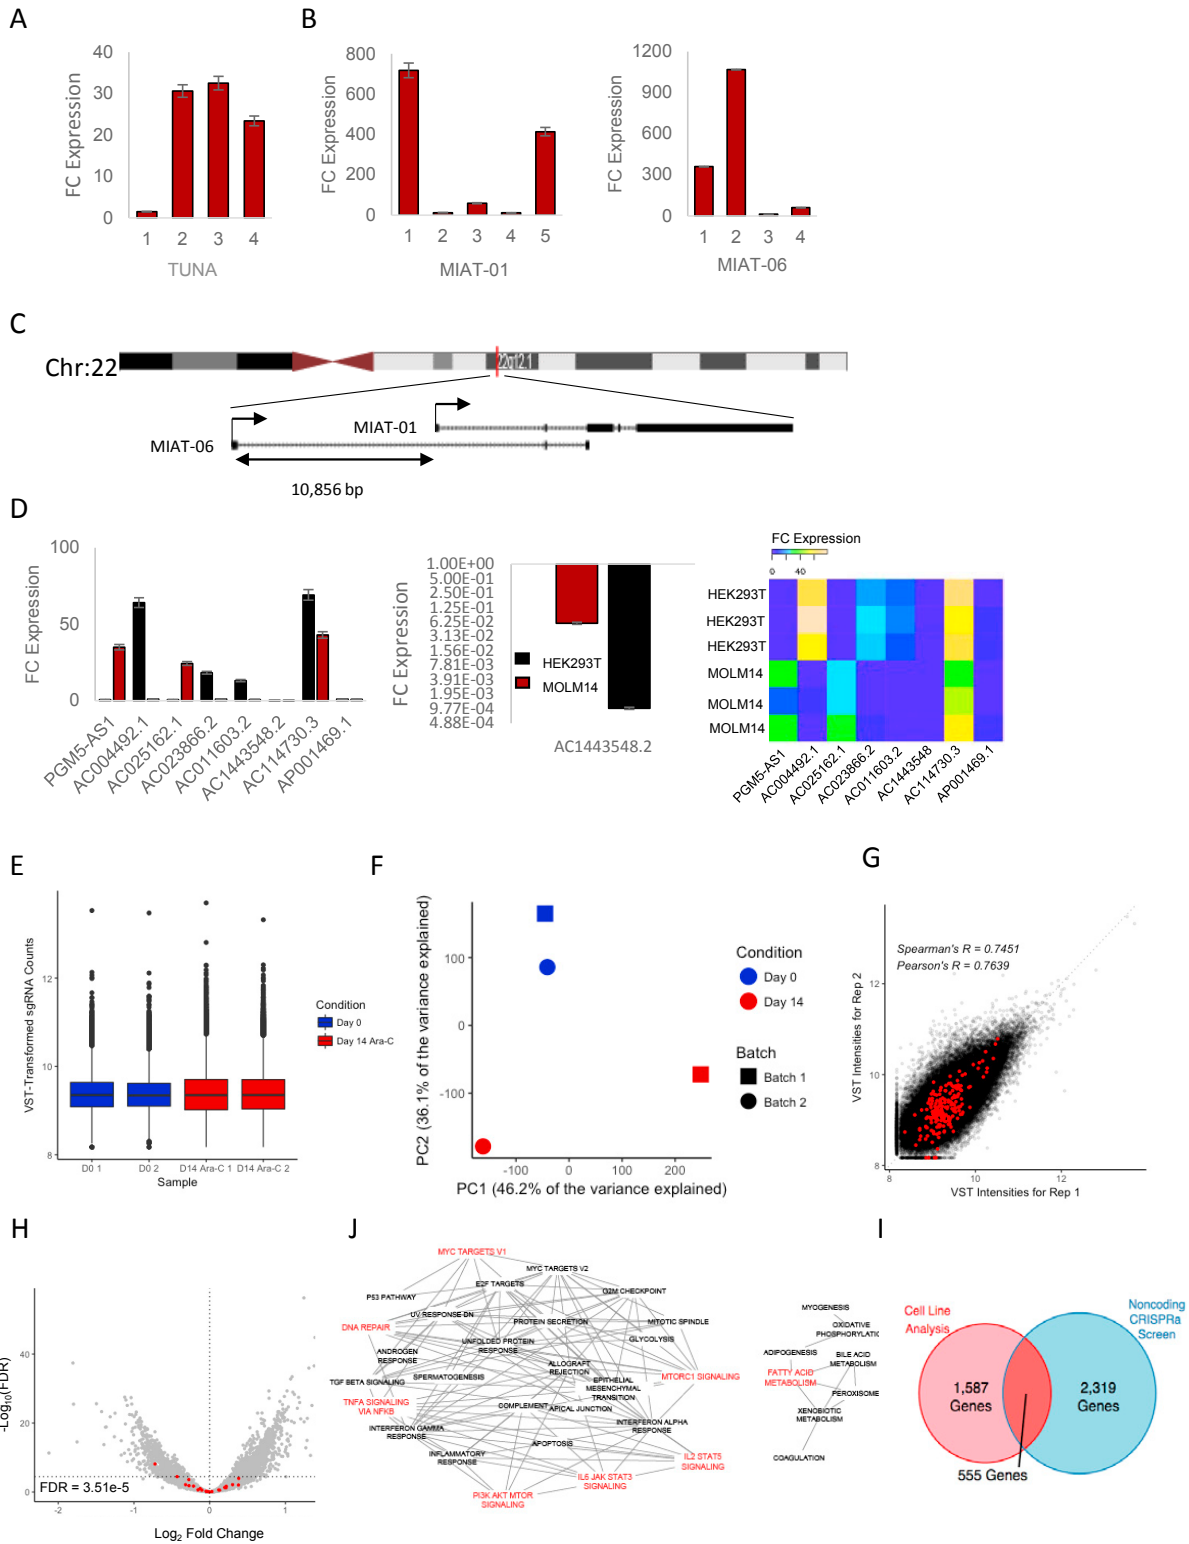 A
B
40
30
20
10
0
FC Expression
1 2 3 4
TUNA
800
600
400
200
0
FC Expression
1 2 3 4 5
MIAT-01
1200
900
600
300
0
FC Expression
1 2 3 4
MIAT-06
C
Chr:22
22q12.1
MIAT-01
MIAT-06
10,856 bp
D
100
50
0
FC Expression
PGM5-AS1
AC004492.1
AC025162.1
AC023866.2
AC011603.2
AC1443548.2
AC114730.3
AP001469.1
1.00E+00
5.00E-01
2.50E-01
1.25E-01
6.25E-02
3.13E-02
1.56E-02
7.81E-03
3.91E-03
1.95E-03
9.77E-04
4.88E-04
FC Expression
HEK293T
MOLM14
AC1443548.2
FC Expression
0 40
HEK293T
HEK293T
HEK293T
MOLM14
MOLM14
MOLM14
PGM5-AS1
AC004492.1
AC025162.1
AC023866.2
AC011603.2
AC1443548
AC114730.3
AP001469.1
E
VST-Transformed sgRNA Counts
12
10
8
D0 1 D0 2 D14 Ara-C 1 D14 Ara-C 2
Sample
Condition
Day 0
Day 14 Ara-C
F
PC2 (36.1% of the variance explained)
100
0
-100
-100 0 100 200
PC1 (46.2% of the variance explained)
Condition
Day 0
Day 14
Batch
Batch 1
Batch 2
G
Spearman's R = 0.7451
Pearson's R = 0.7639
VST Intensities for Rep 2
12
10
8
8 10 12
VST Intensities for Rep 1
H
-Log10(FDR)
40
20
0
FDR = 3.51e-5
-2 -1 0 1
Log2 Fold Change
J
MYC TARGETS V1
MYC TARGETS V2
E2F TARGETS
G2M CHECKPOINT
P53 PATHWAY
UV RESPONSE DN
PROTEIN SECRETION
MITOTIC SPINDLE
DNA REPAIR
UNFOLDED PROTEIN
RESPONSE
GLYCOLYSIS
ANDROGEN
RESPONSE
ALLOGRAFT
REJECTION
SPERMATOGENESIS
TGF BETA SIGNALING
EPITHELIAL
MESENCHYMAL
TRANSITION
MTORC1 SIGNALING
TNFA SIGNALING
VIA NFKB
COMPLEMENT
APICAL JUNCTION
INTERFERON GAMMA
RESPONSE
INTERFERON ALPHA
RESPONSE
APOPTOSIS
INFLAMMATORY
RESPONSE
IL2 STAT5
SIGNALING
IL6 JAK STAT3
SIGNALING
PI3K AKT MTOR
SIGNALING
MYOGENESIS
OXIDATIVE
PHOSPHORYLATIC
ADIPOGENESIS
BILE ACID
METABOLISM
FATTY ACID
METABOLISM
PEROXISOME
XENOBIOTIC
METABOLISM
COAGULATION
I
Cell Line
Analysis
Noncoding
CRISPRa
Screen
1,587
Genes
2,319
Genes
555 Genes